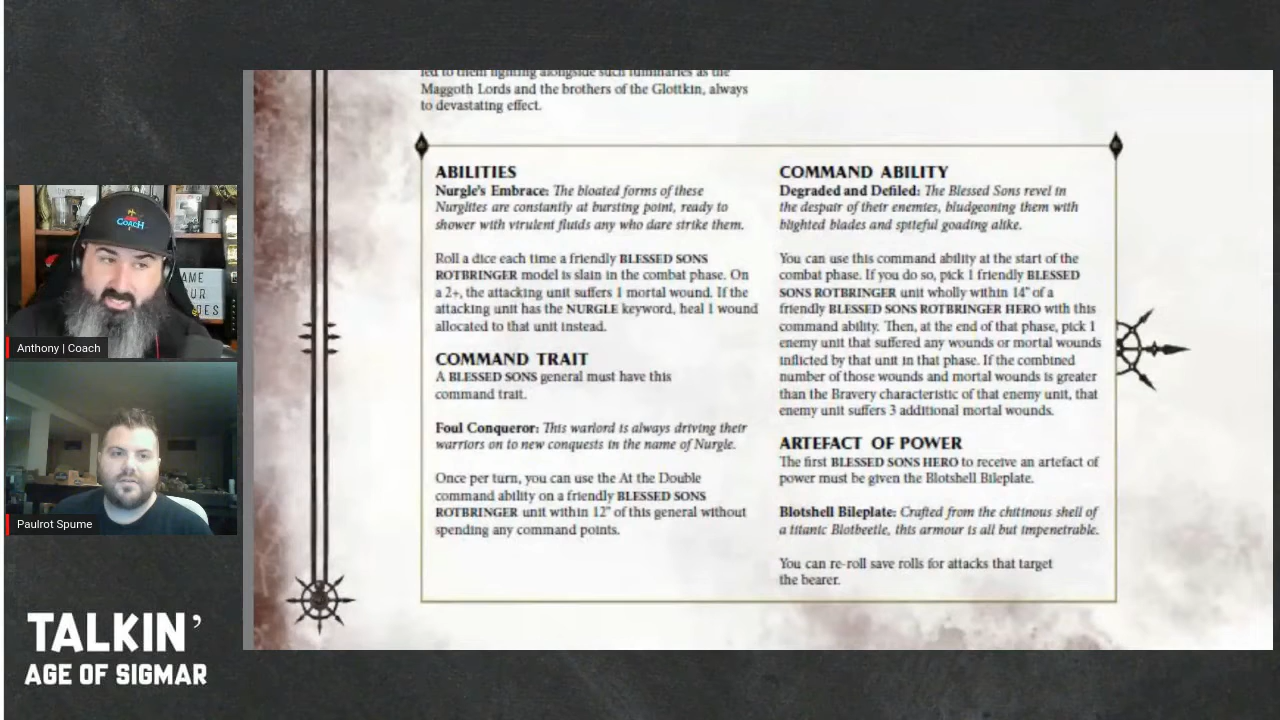 led to them fighting alongside such luminaries as the
Maggoth Lords and the brothers of the Glottkin, always
to devastating effect.
ABILITIES
Nurgle's Embrace: The bloated forms of these
Nurglites are constantly at bursting point, ready to
shower with virulent fluids any who dare strike them.
Roll a dice each time a friendly BLESSED SONS
ROTBRINGER model is slain in the combat phase. On
a 2+, the attacking unit suffers 1 mortal wound. If the
attacking unit has the NURGLE keyword, heal 1 wound
allocated to that unit instead.
COMMAND TRAIT
A BLESSED SONS general must have this
command trait.
Foul Conqueror: This warlord is always driving their
warriors on to new conquests in the name of Nurgle.
Once per turn, you can use the At the Double
command ability on a friendly BLESSED SONS
ROTBRINGER unit within 12" of this general without
spending any command points.
COMMAND ABILITY
Degraded and Defiled: The Blessed Sons revel in
the despair of their enemies, bludgeoning them with
blighted blades and spiteful goading alike.
You can use this command ability at the start of the
combat phase. If you do so, pick 1 friendly BLESSED
SONS ROTBRINGER unit wholly within 14" of a
friendly BLESSED SONS ROTBRINGER HERO with this
command ability. Then, at the end of that phase, pick 1
enemy unit that suffered any wounds or mortal wounds
inflicted by that unit in that phase. If the combined
number of those wounds and mortal wounds is greater
than the Bravery characteristic of that enemy unit, that
enemy unit suffers 3 additional mortal wounds.
ARTEFACT OF POWER
The first BLESSED SONS HERO to receive an artefact of
power must be given the Blotshell Bileplate.
Blotshell Bileplate: Crafted from the chitinous shell of
a titanic Blotbeetle, this armour is all but impenetrable.
You can re-roll save rolls for attacks that target
the bearer.
COACH
Anthony | Coach
Paulrot Spume
TALKIN'
AGE OF SIGMAR